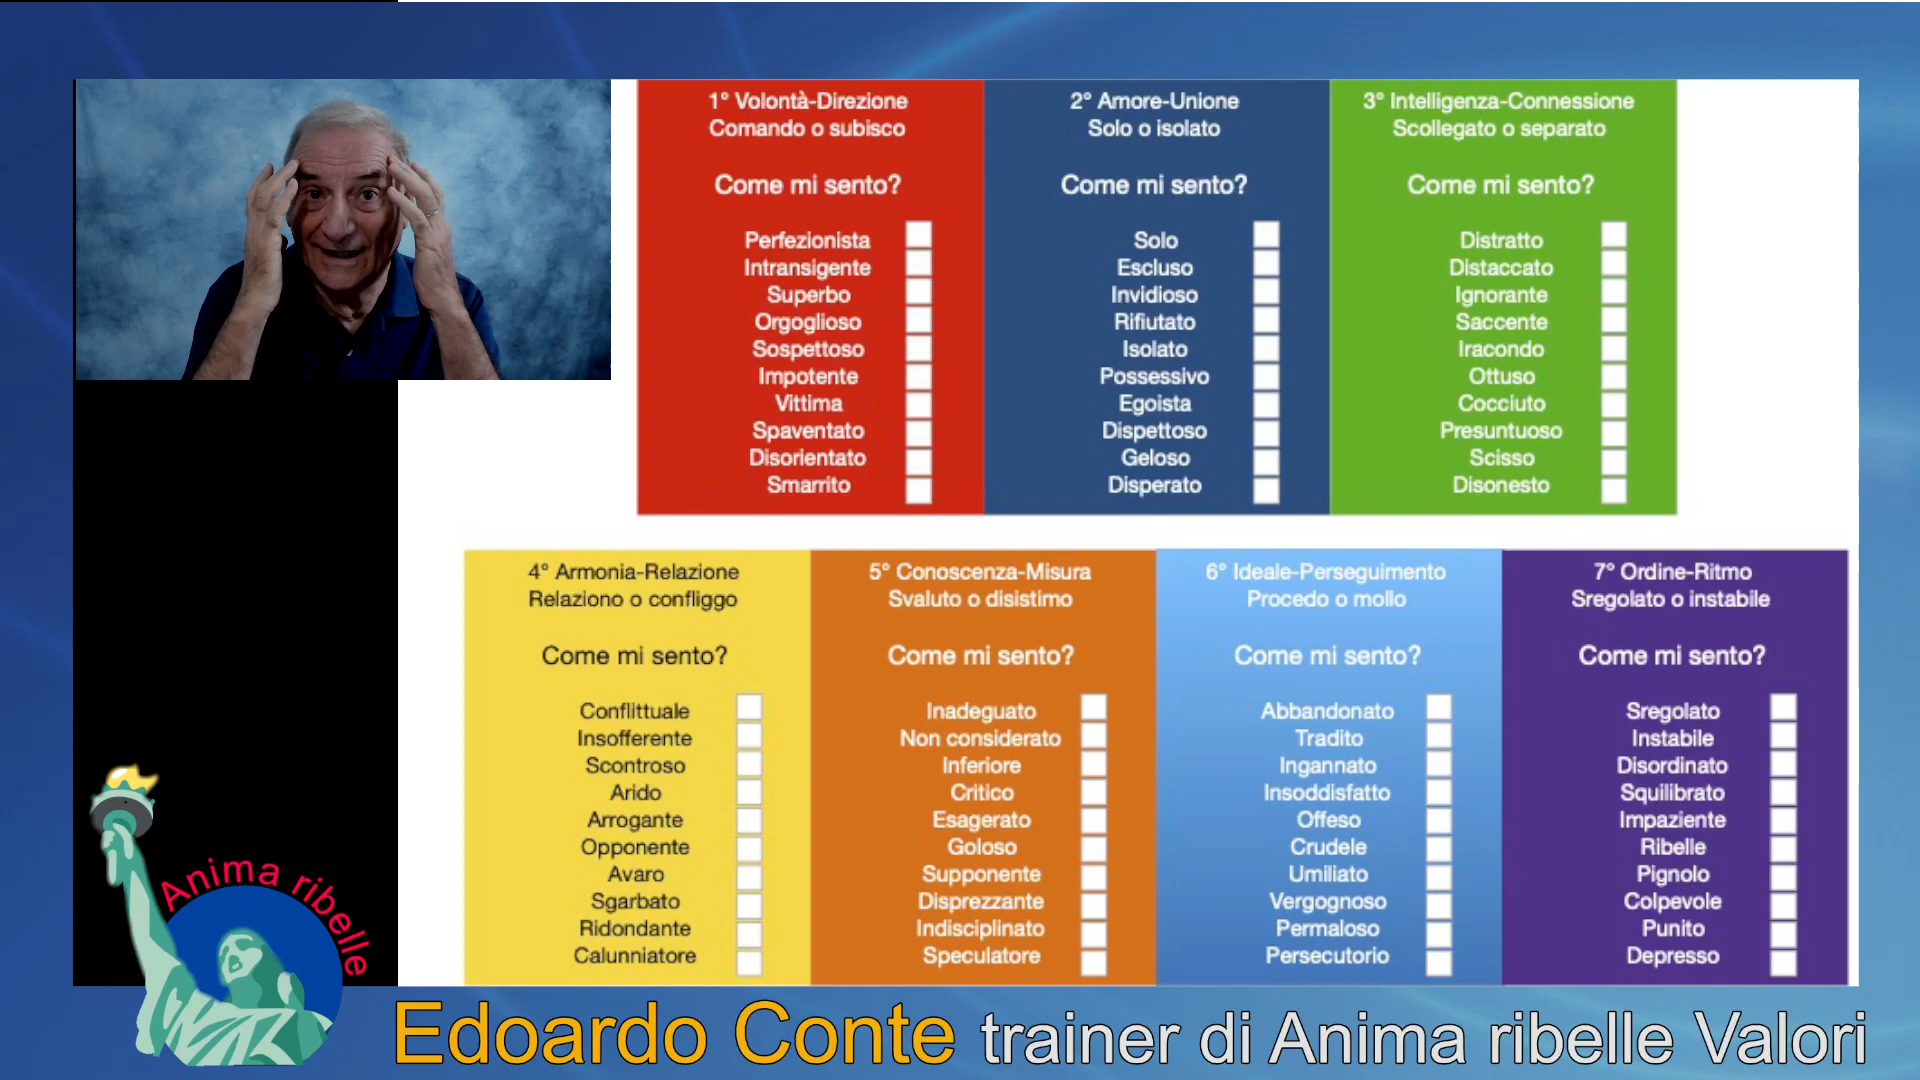 1° Volontà-Direzione
Comando o subisco
Come mi sento?
Perfezionista
Intransigente
Superbo
Orgoglioso
Sospettoso
Impotente
Vittima
Spaventato
Disorientato
Smarrito
2° Amore-Unione
Solo o isolato
Come mi sento?
Solo
Escluso
Invidioso
Rifiutato
Isolato
Possessivo
Egoista
Dispettoso
Geloso
Disperato
3° Intelligenza-Connessione
Scollegato o separato
Come mi sento?
Distratto
Distaccato
Ignorante
Saccente
Iracondo
Ottuso
Cocciuto
Presuntuoso
Scisso
Disonesto
4° Armonia-Relazione
Relaziono o confliggo
Come mi sento?
Conflittuale
Insofferente
Scontroso
Arido
Arrogante
Opponente
Avaro
Sgarbato
Ridondante
Calunniatore
5° Conoscenza-Misura
Svaluto o disistimo
Come mi sento?
Inadeguato
Non considerato
Inferiore
Critico
Esagerato
Goloso
Supponente
Disprezzante
Indisciplinato
Speculatore
6° Ideale-Perseguimento
Procedo o mollo
Come mi sento?
Abbandonato
Tradito
Ingannato
Insoddisfatto
Offeso
Crudele
Umiliato
Vergognoso
Permaloso
Persecutorio
7° Ordine-Ritmo
Sregolato o instabile
Come mi sento?
Sregolato
Instabile
Disordinato
Squilibrato
Impaziente
Ribelle
Pignolo
Colpevole
Punito
Depresso
Anima ribelle
Edoardo Conte trainer di Anima ribelle Valori